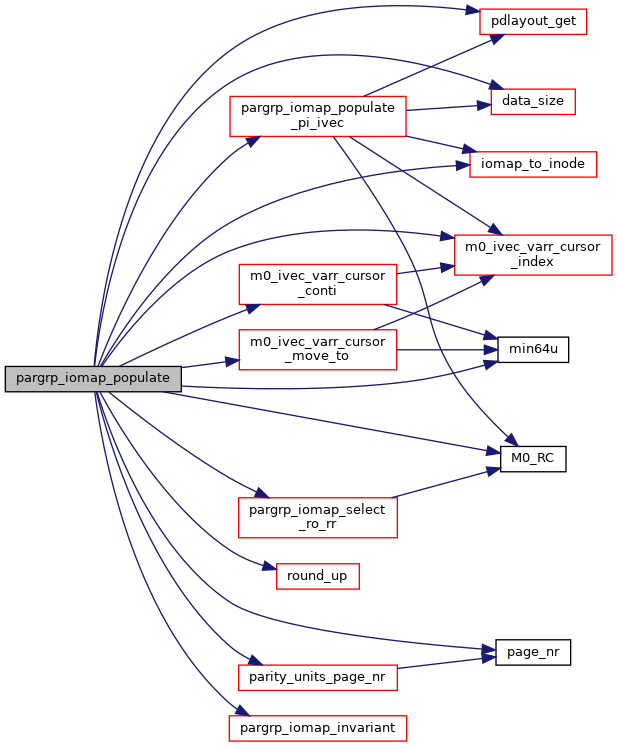 pdlayout_get
data_size
pargrp_iomap_populate
_pi_ivec
iomap_to_inode
m0_ivec_varr_cursor
_index
m0_ivec_varr_cursor
_conti
m0_ivec_varr_cursor
_move_to
min64u
pargrp_iomap_populate
M0_RC
pargrp_iomap_select
_ro_rr
round_up
page_nr
parity_units_page_nr
pargrp_iomap_invariant